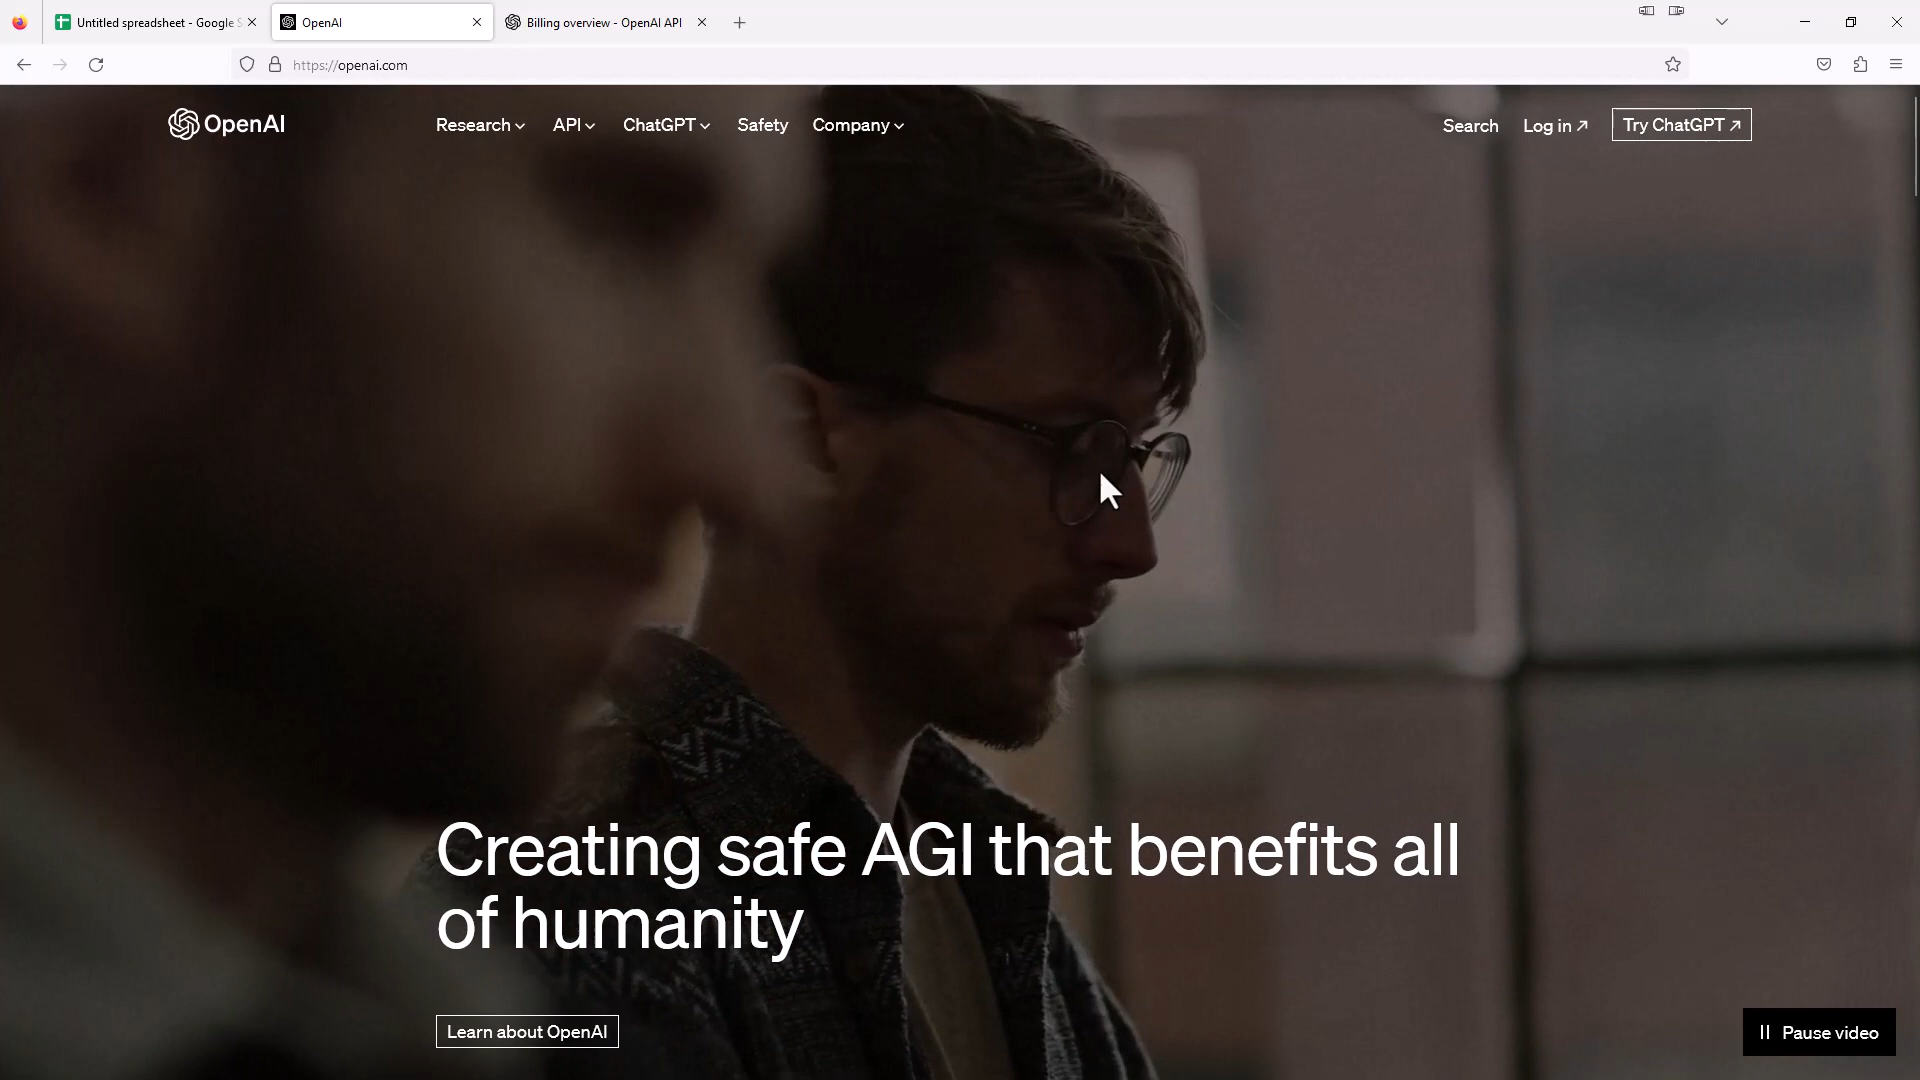 Untitled spreadsheet - Google S
OpenAI
Billing overview - OpenAI API
https://openai.com
OpenAI
Research
API
ChatGPT
Safety
Company
Search
Log in
Try ChatGPT
Creating safe AGI that benefits all
of humanity
Learn about OpenAI
Pause video